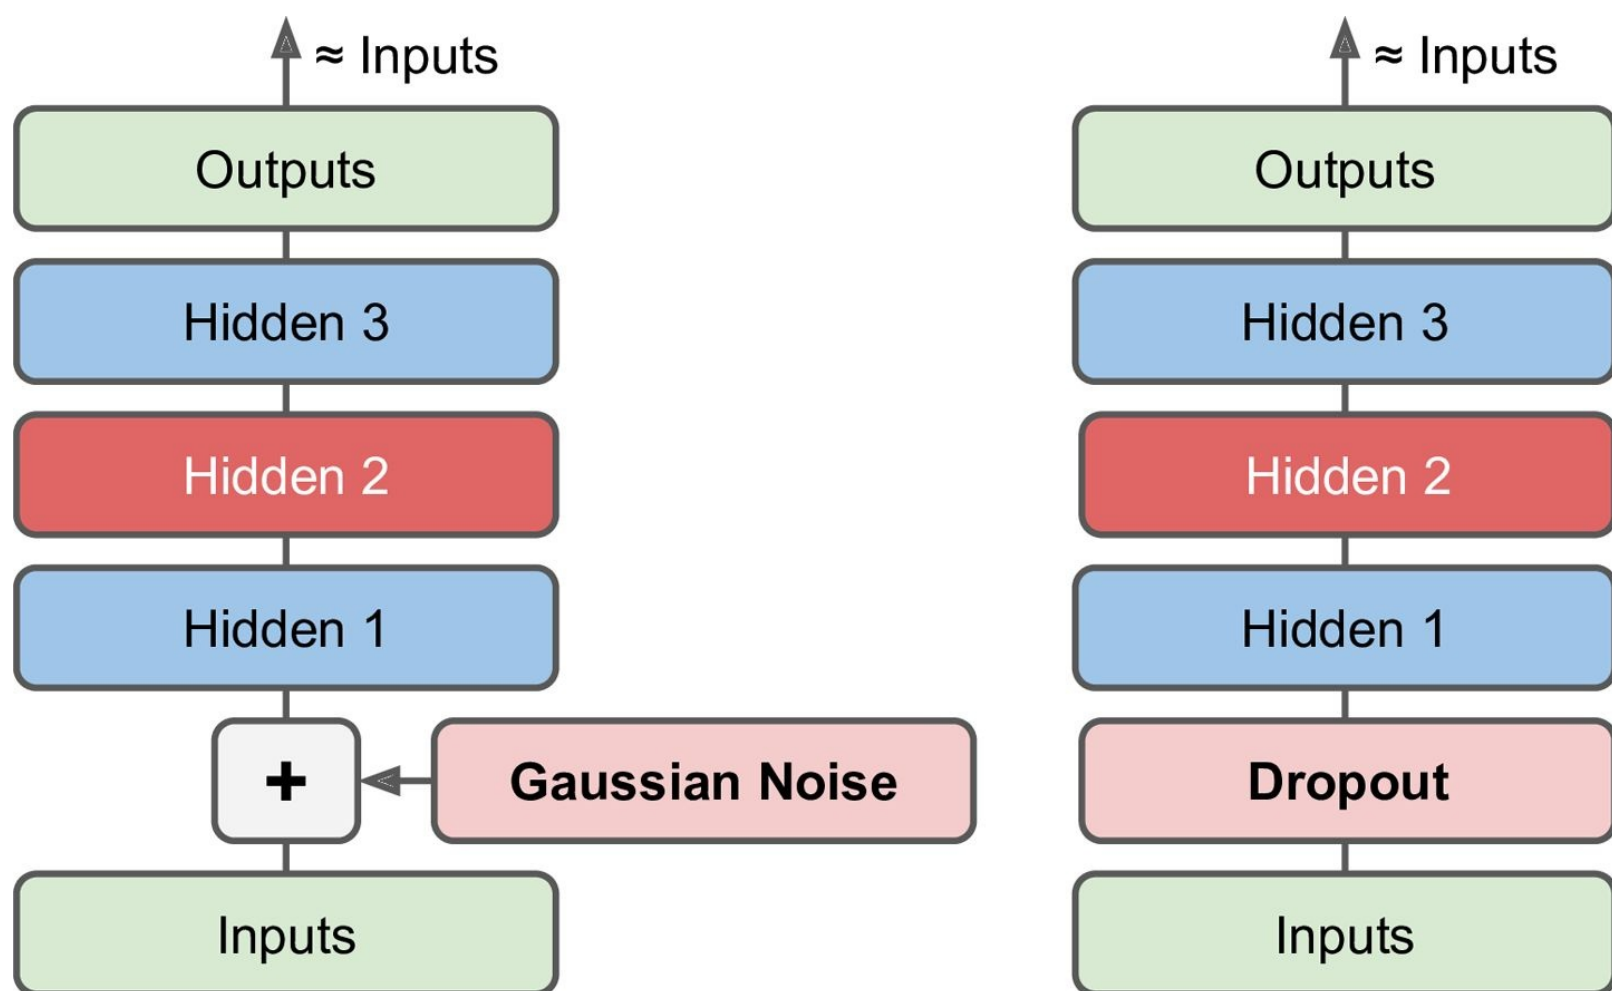 ≈ Inputs
Outputs
Hidden 3
Hidden 2
Hidden 1
+
Gaussian Noise
Inputs
≈ Inputs
Outputs
Hidden 3
Hidden 2
Hidden 1
Dropout
Inputs